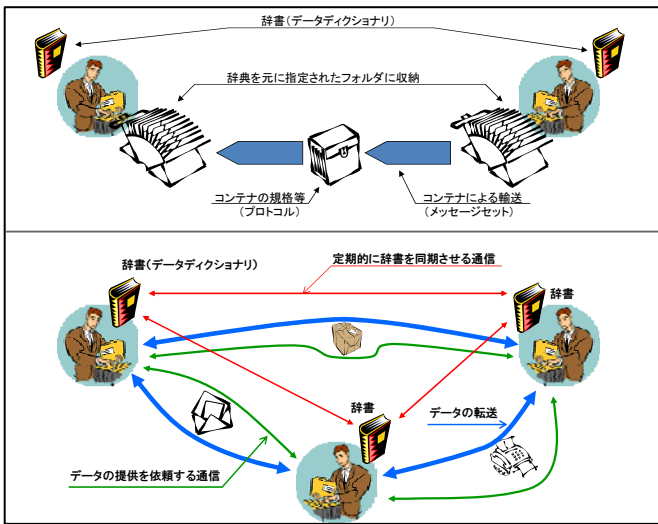 辞書(データディクショナリ)
辞典を元に指定されたフォルダに収納
コンテナの規格等
(プロトコル)
コンテナによる輸送
(メッセージセット)
定期的に辞書を同期させる通信
辞書(データディクショナリ)
辞書
辞書
データの転送
データの提供を依頼する通信